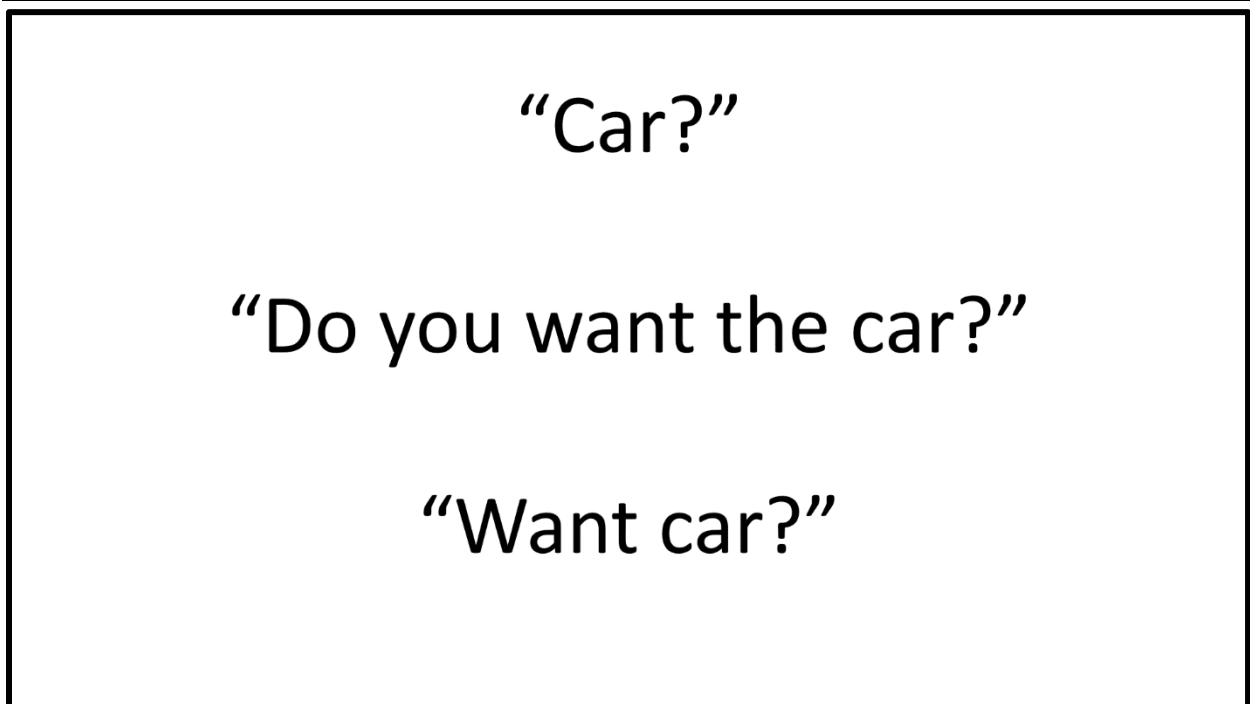 “Car?”
“Do you want the car?”
“Want car?”